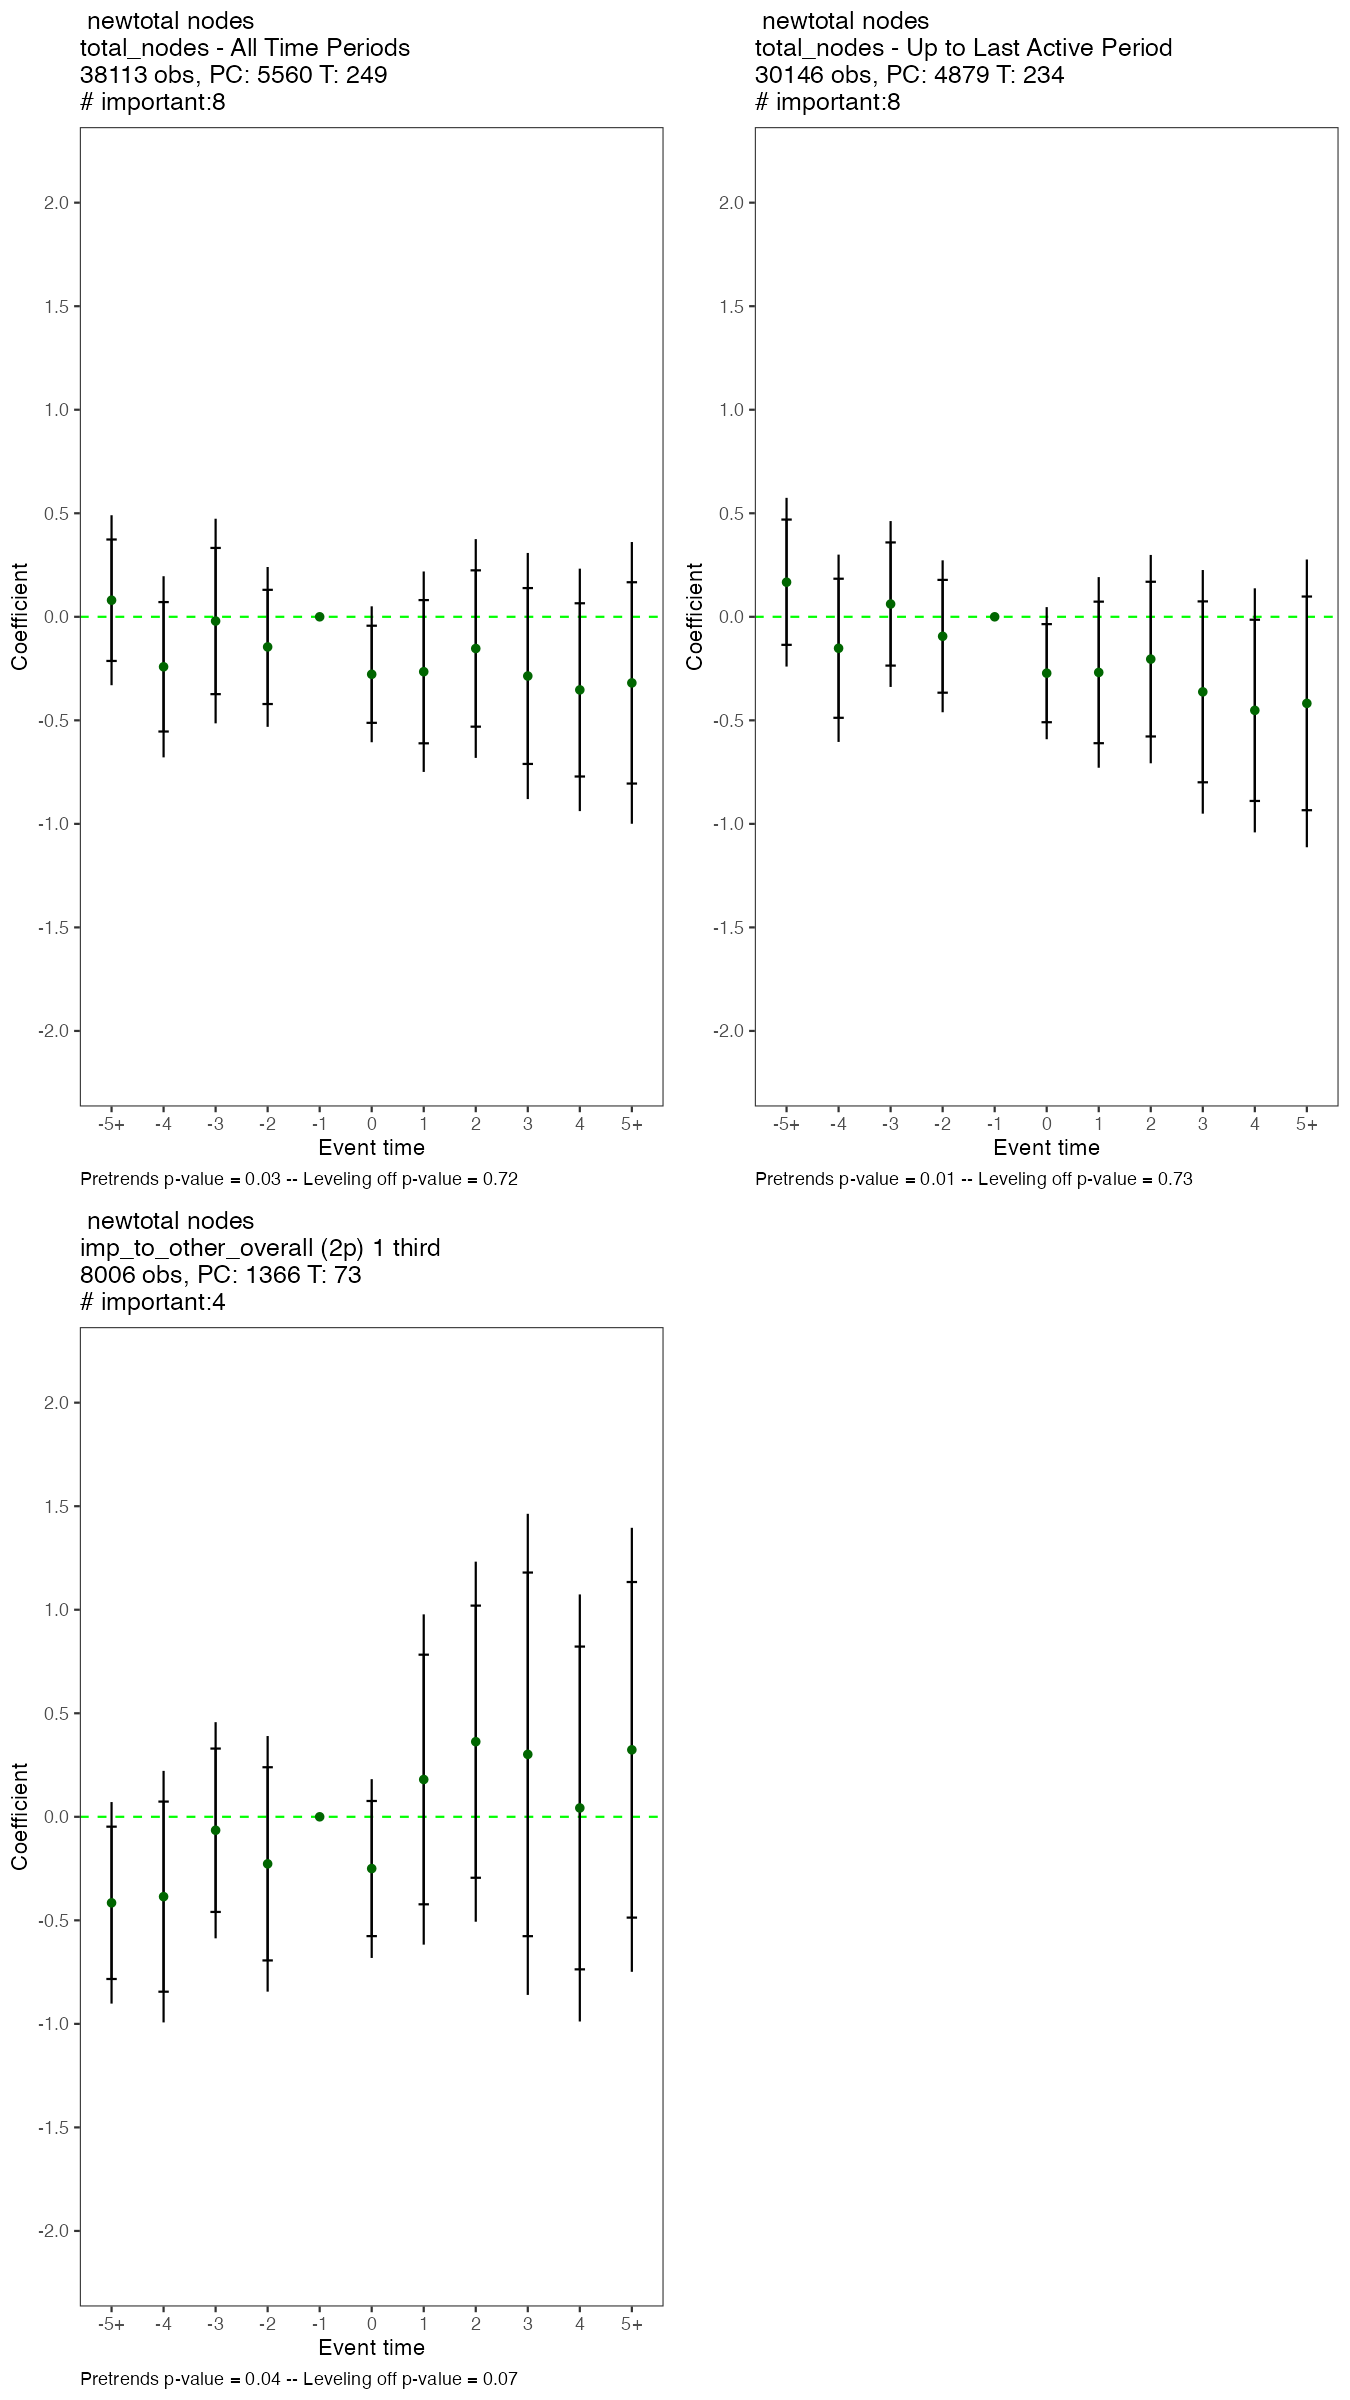 newtotal nodes
total_nodes - All Time Periods
38113 obs, PC: 5560 T: 249
# important:8
2.0
1.5
1.0
0.5
0.0
-0.5
-1.0
-1.5
-2.0
Coefficient
-5+ -4 -3 -2 -1 0 1 2 3 4 5+
Event time
Pretrends p-value = 0.03 -- Leveling off p-value = 0.72
newtotal nodes
total_nodes - Up to Last Active Period
30146 obs, PC: 4879 T: 234
# important:8
2.0
1.5
1.0
0.5
0.0
-0.5
-1.0
-1.5
-2.0
Coefficient
-5+ -4 -3 -2 -1 0 1 2 3 4 5+
Event time
Pretrends p-value = 0.01 -- Leveling off p-value = 0.73
newtotal nodes
imp_to_other_overall (2p) 1 third
8006 obs, PC: 1366 T: 73
# important:4
2.0
1.5
1.0
0.5
0.0
-0.5
-1.0
-1.5
-2.0
Coefficient
-5+ -4 -3 -2 -1 0 1 2 3 4 5+
Event time
Pretrends p-value = 0.04 -- Leveling off p-value = 0.07